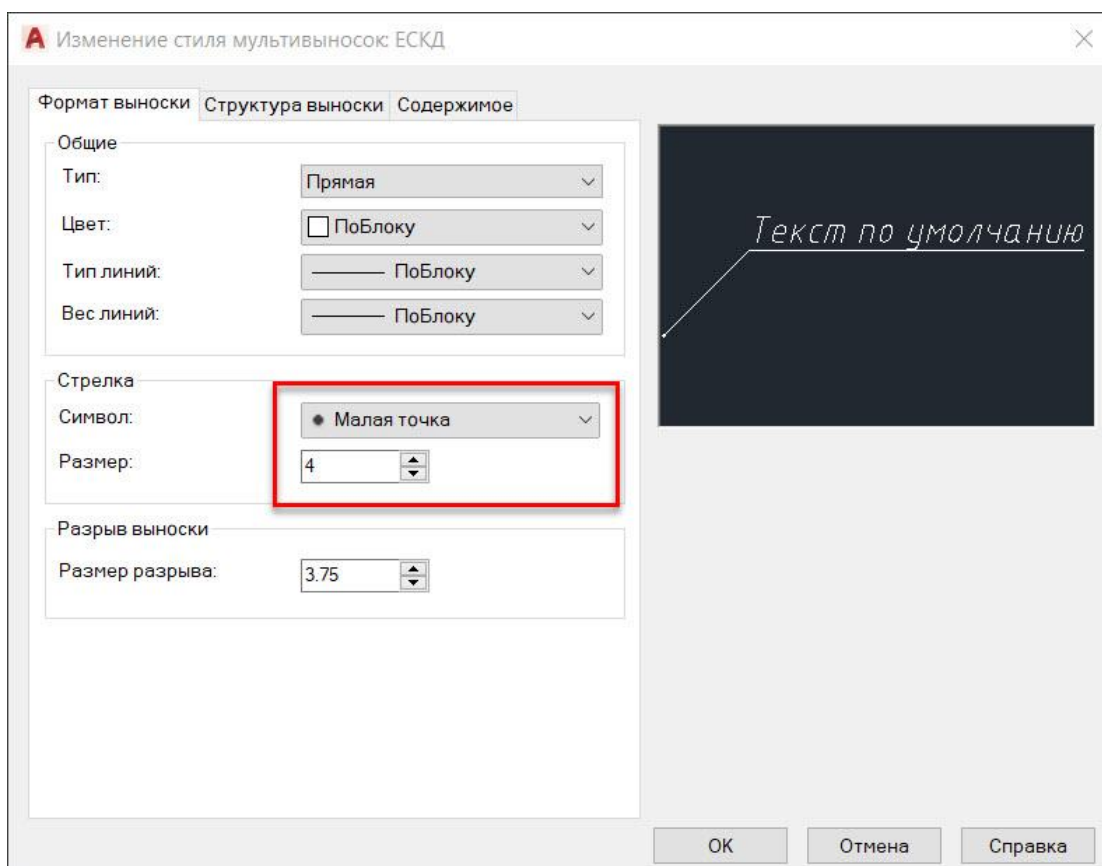 Изменение стиля мультивыносок: ЕСКД
Формат выноски Структура выноски Содержимое
Общие
Тип: Прямая
Цвет: ПоБлоку
Тип линий: ПоБлоку
Вес линий: ПоБлоку
Стрелка
Символ: Малая точка
Размер: 4
Разрыв выноски
Размер разрыва: 3.75
Текст по умолчанию
ОК Отмена Справка